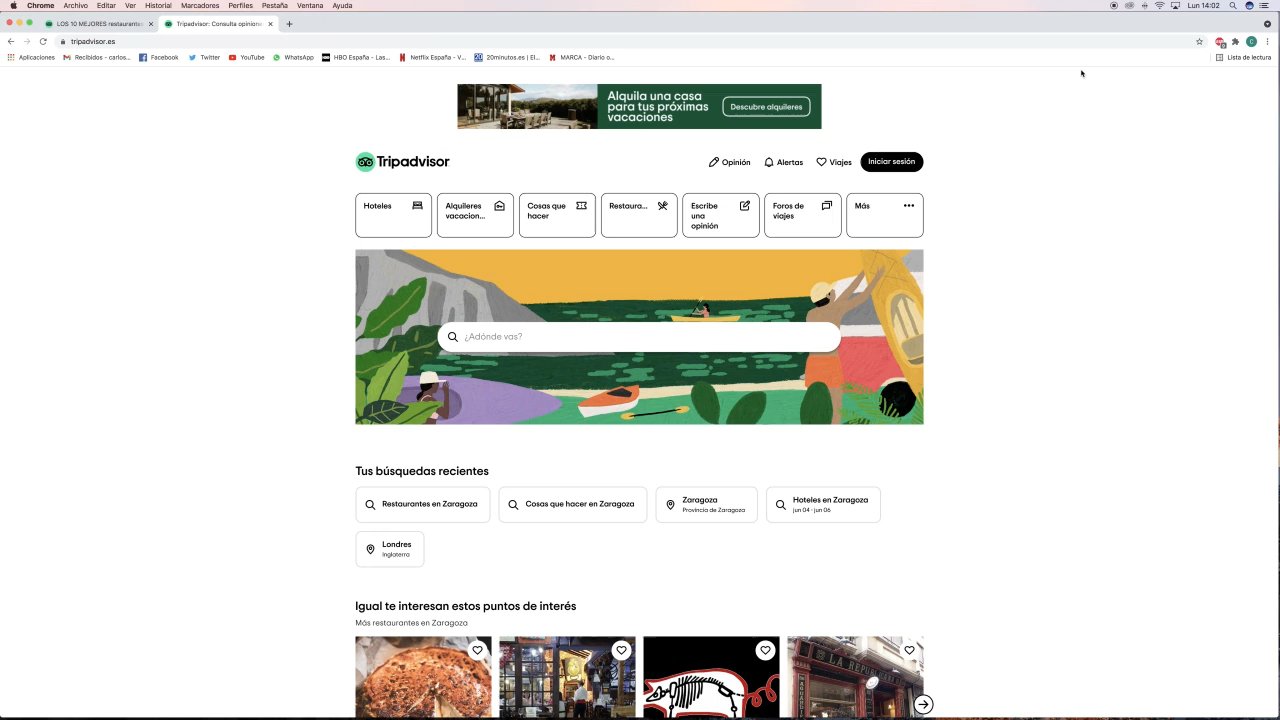 Chrome Archivo Editar Ver Historial Marcadores Perfiles Pestaña Ventana Ayuda Lun 14:02
LOS 10 MEJORES restaurantes Tripadvisor: Consulta opinione
tripadvisor.es
Aplicaciones Recibidos - carlos... Facebook Twitter YouTube WhatsApp HBO España - Las... Netflix España - V... 20minutos.es | El... MARCA - Diario o... Lista de lectura
Alquila una casa
para tus próximas
vacaciones
Descubre alquileres
Tripadvisor
Opinión Alertas Viajes Iniciar sesión
Hoteles
Alquileres
vacacion...
Cosas que
hacer
Restaura...
Escribe
una
opinión
Foros de
viajes
Más
¿Adónde vas?
Tus búsquedas recientes
Restaurantes en Zaragoza
Cosas que hacer en Zaragoza
Zaragoza
Provincia de Zaragoza
Hoteles en Zaragoza
jun 04 - jun 06
Londres
Inglaterra
Igual te interesan estos puntos de interés
Más restaurantes en Zaragoza
LA REPUBLICANA